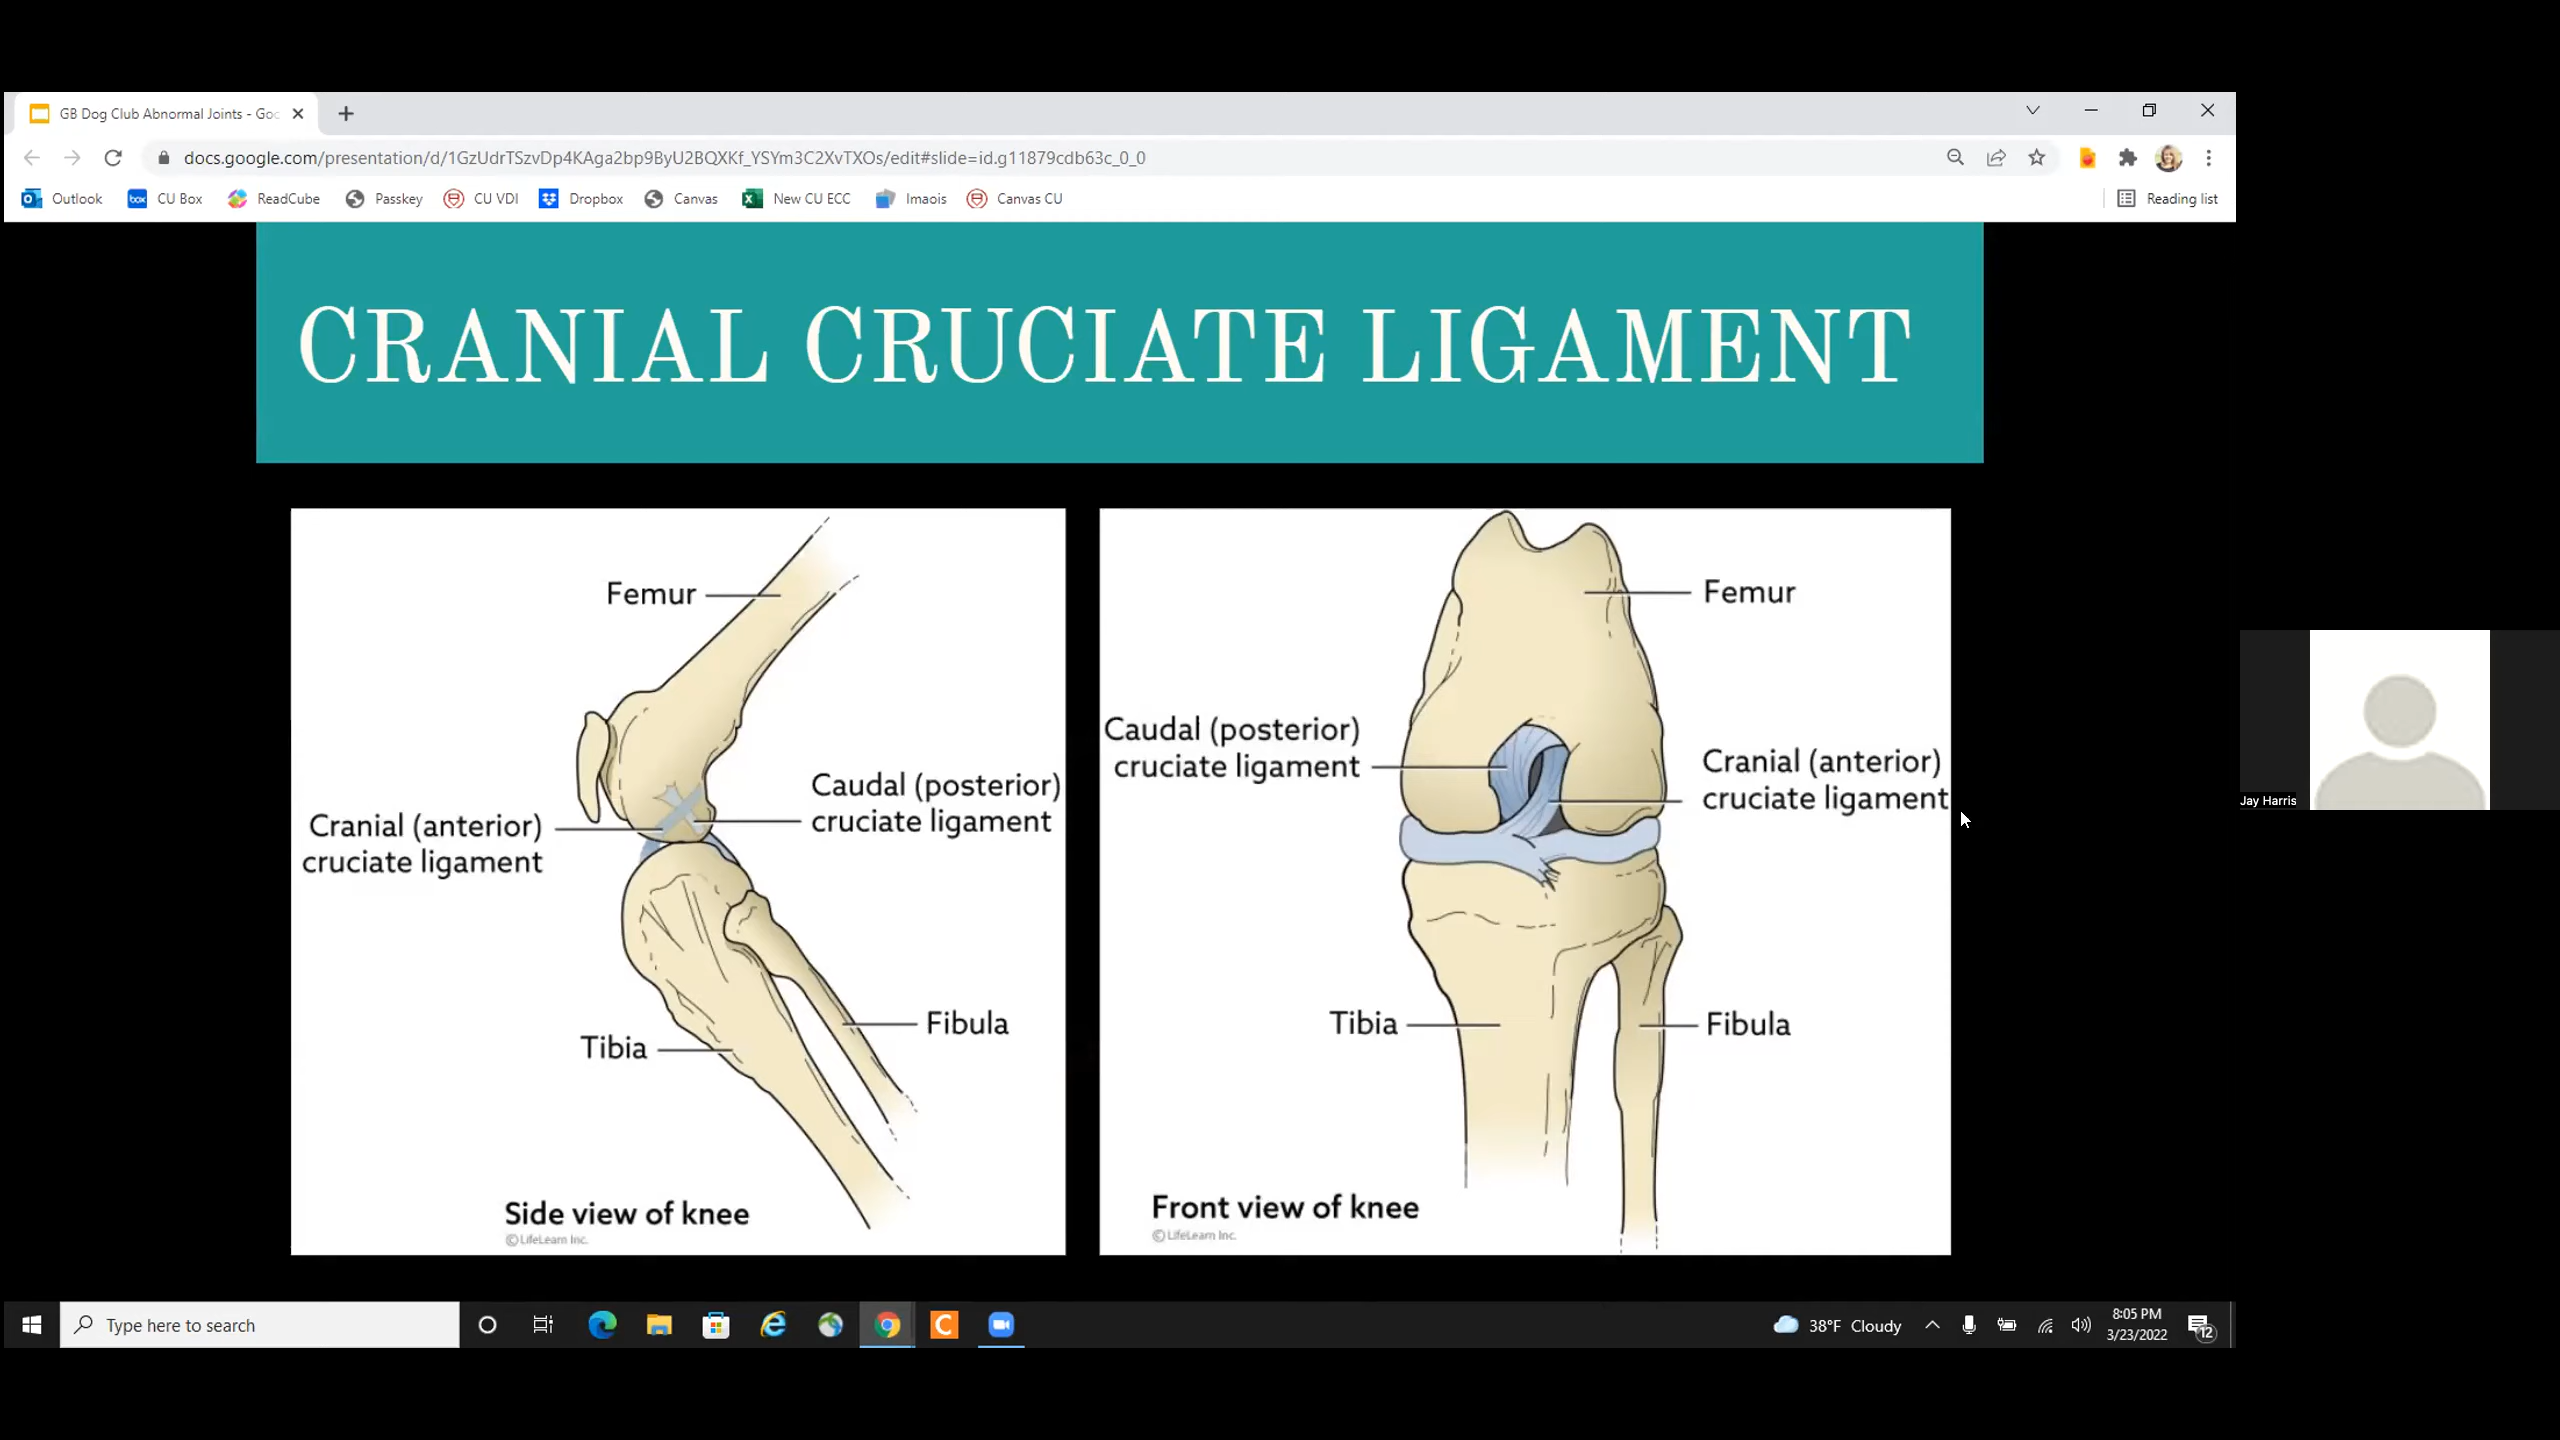 GB Dog Club Abnormal Joints - Goo
docs.google.com/presentation/d/1GzUdrTSzvDp4KAga2bp9ByU2BQXKf_YSYm3C2XvTXOs/edit#slide=id.g11879cdb63c_0_0
Outlook
CU Box
ReadCube
Passkey
CU VDI
Dropbox
Canvas
New CU ECC
Imaois
Canvas CU
Reading list
CRANIAL CRUCIATE LIGAMENT
Femur
Caudal (posterior)
cruciate ligament
Cranial (anterior)
cruciate ligament
Fibula
Tibia
Side view of knee
©LifeLearn Inc.
Femur
Caudal (posterior)
cruciate ligament
Cranial (anterior)
cruciate ligament
Tibia
Fibula
Front view of knee
©LifeLearn Inc.
Jay Harris
Type here to search
38°F Cloudy
8:05 PM
3/23/2022
12